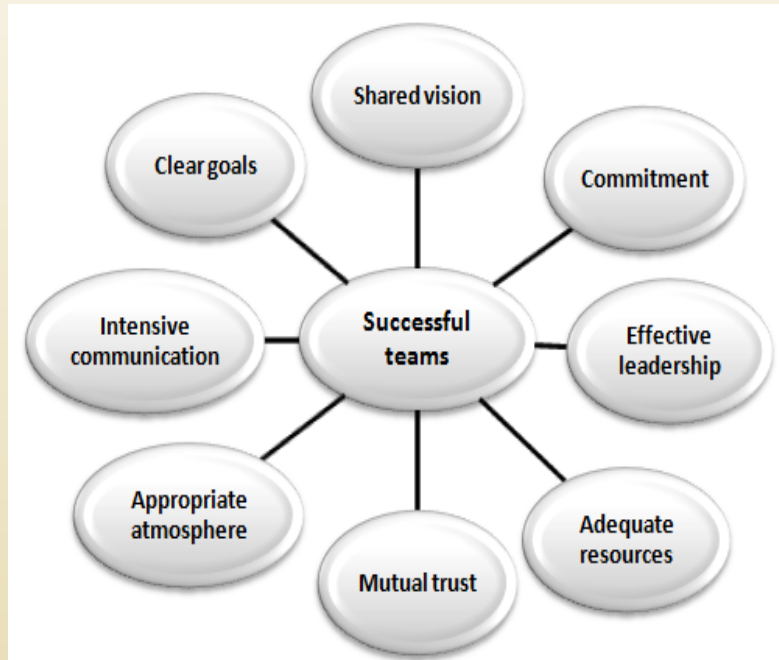 Shared vision
Clear goals
Commitment
Intensive
communication
Successful
teams
Effective
leadership
Appropriate
atmosphere
Adequate
resources
Mutual trust